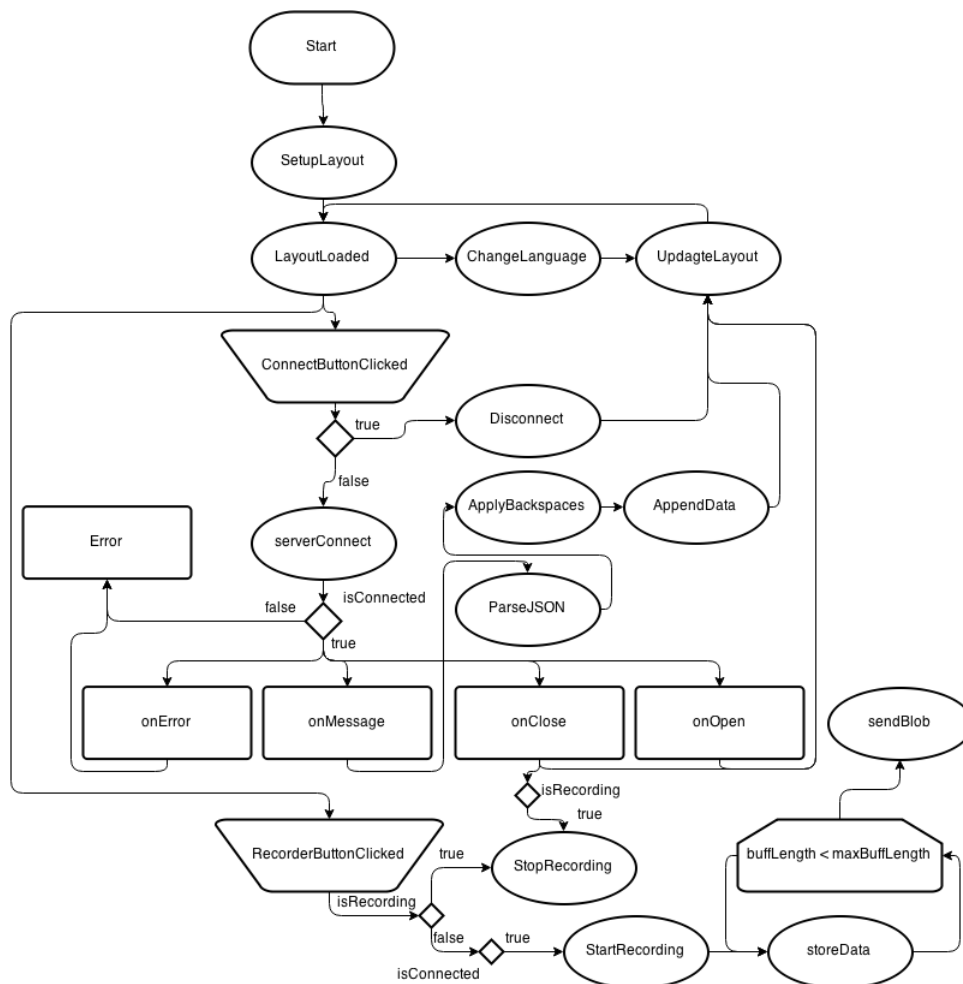 Start
SetupLayout
LayoutLoaded
ChangeLanguage
UpdagteLayout
ConnectButtonClicked
true
Disconnect
false
ApplyBackspaces
AppendData
Error
serverConnect
isConnected
false
ParseJSON
true
onError
onMessage
onClose
onOpen
sendBlob
isRecording
true
RecorderButtonClicked
true
StopRecording
buffLength < maxBuffLength
isRecording
false
true
StartRecording
storeData
isConnected